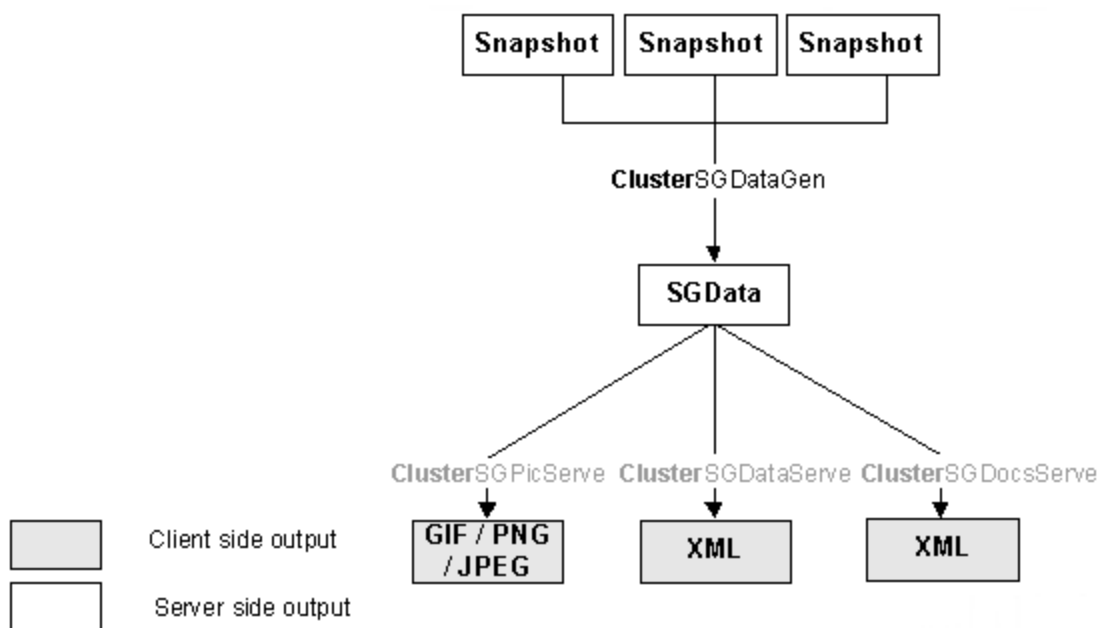 Snapshot Snapshot Snapshot
ClusterSGDataGen
SGData
ClusterSGPicServe ClusterSGDataServe ClusterSGDocsServe
GIF / PNG
/ JPEG
XML
XML
Client side output
Server side output